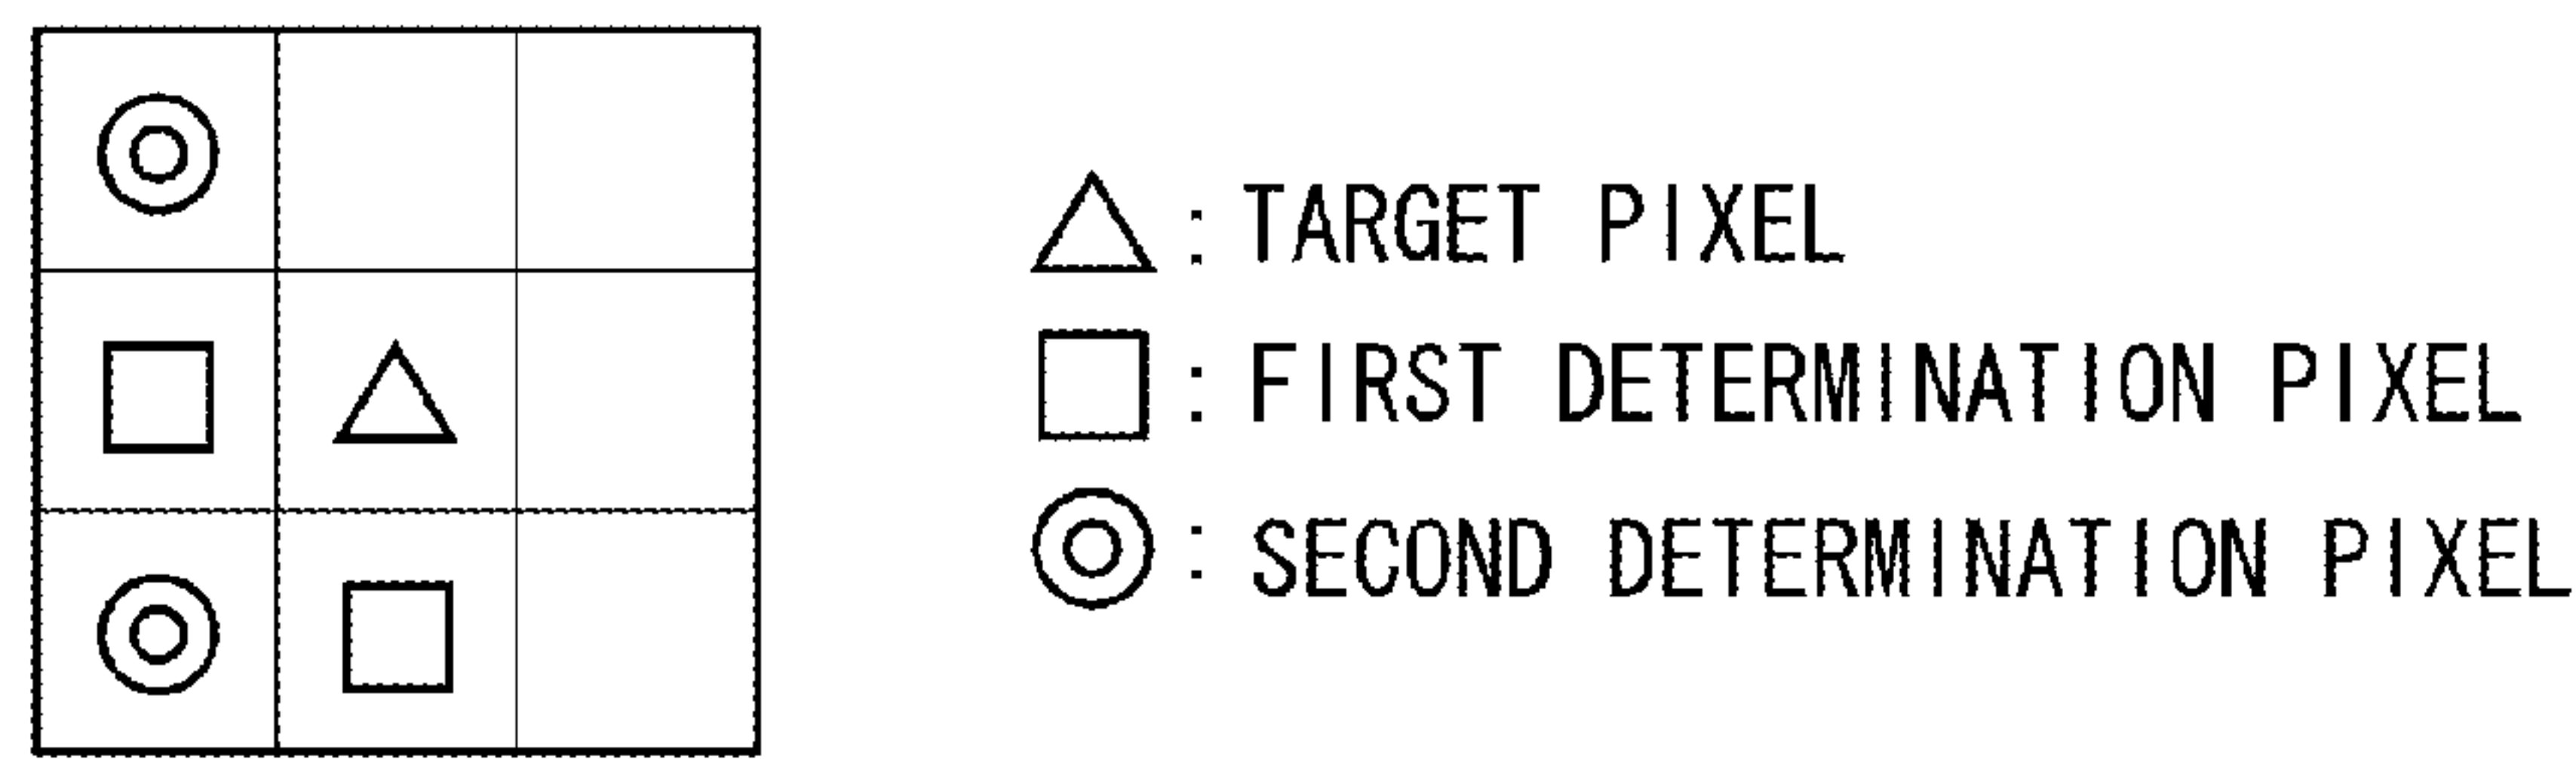 △: TARGET PIXEL
□: FIRST DETERMINATION PIXEL
◎: SECOND DETERMINATION PIXEL